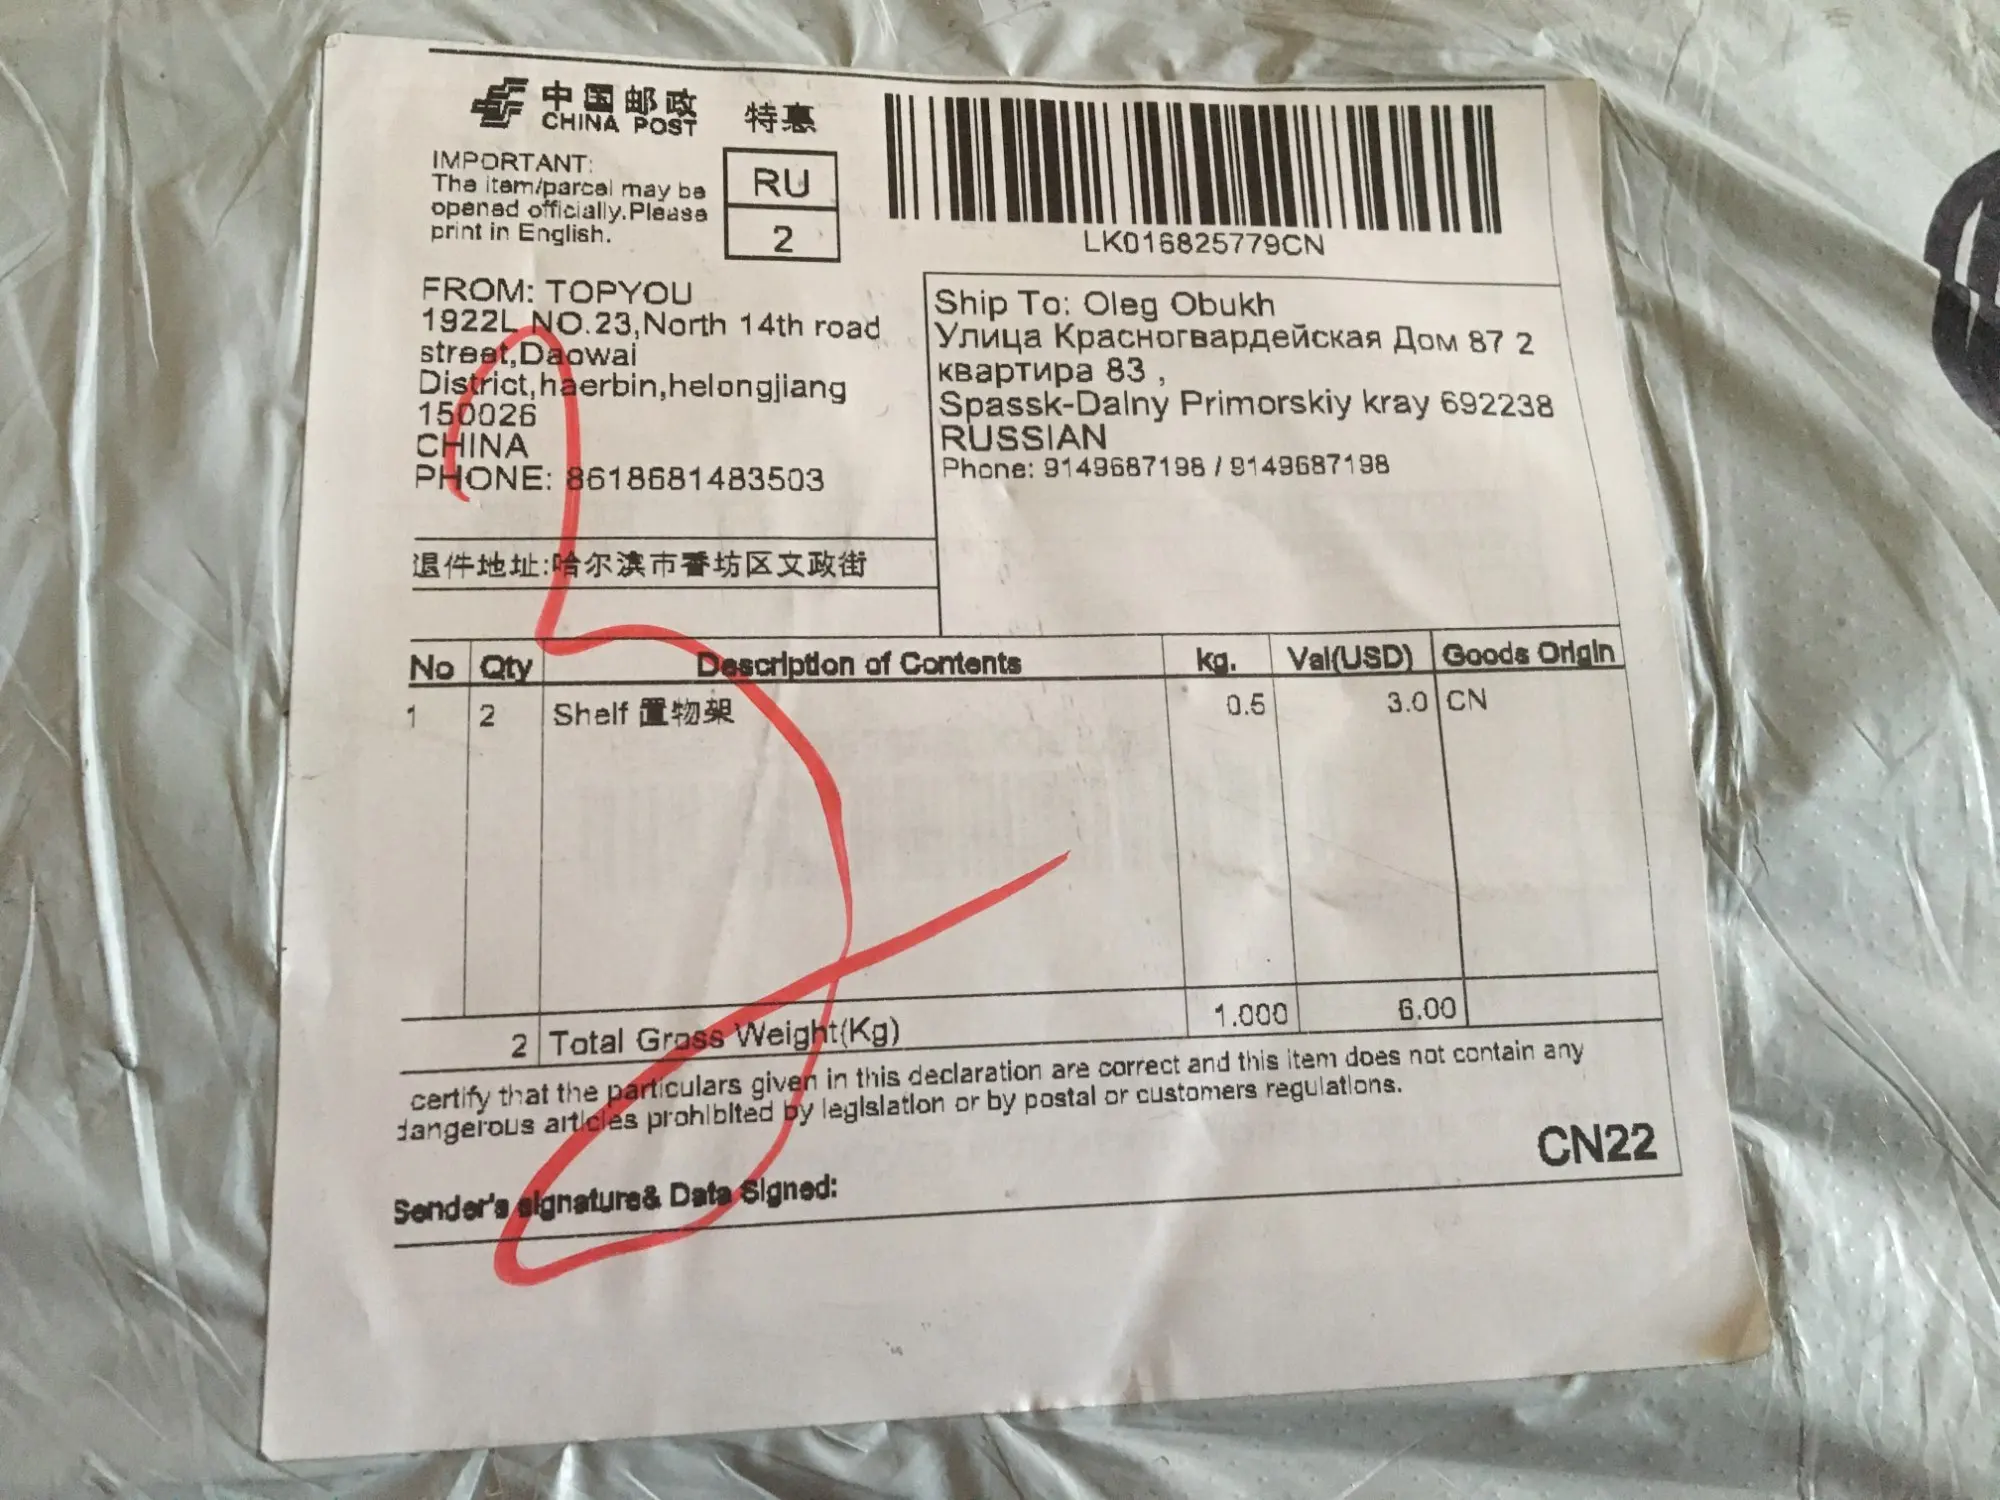 中国邮政 特惠
CHINA POST
IMPORTANT:
The item/parcel may be
opened officially.Please
print in English.
RU
2
LK016825779CN
FROM: TOPYOU
1922L NO.23,North 14th road
street,Daowai
District,haerbin,helongjiang
150026
CHINA
PHONE: 8618681483503
Ship To: Oleg Obukh
Улица Красногвардейская Дом 87 2
квартира 83 ,
Spassk-Dalny Primorskiy kray 692238
RUSSIAN
Phone: 9149687198 / 9149687198
退件地址:哈尔滨市香坊区文政街
No Qty Description of Contents kg. Val(USD) Goods Origin
1 2 Shelf 置物架 0.5 3.0 CN
2 Total Gross Weight(Kg) 1.000 6.00
certify that the particulars given in this declaration are correct and this item does not contain any
dangerous articles prohibited by legislation or by postal or customers regulations.
CN22
Sender's signature& Data Signed: